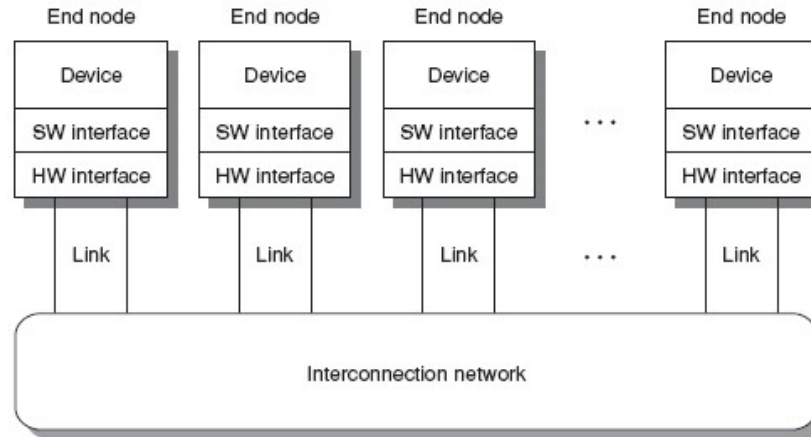 End node End node End node End node
Device Device Device Device
SW interface SW interface SW interface ... SW interface
HW interface HW interface HW interface HW interface
Link Link Link ... Link
Interconnection network